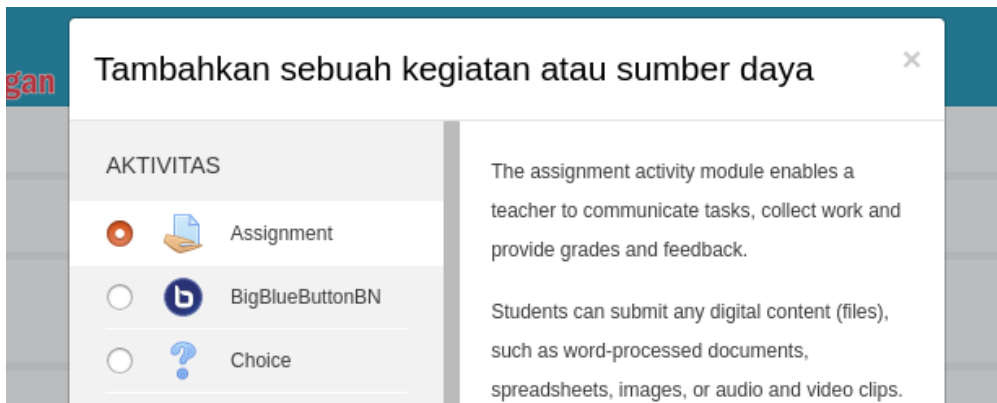 Tambahkan sebuah kegiatan atau sumber daya
×
gan
AKTIVITAS
Assignment
BigBlueButtonBN
Choice
The assignment activity module enables a
teacher to communicate tasks, collect work and
provide grades and feedback.
Students can submit any digital content (files),
such as word-processed documents,
spreadsheets, images, or audio and video clips.